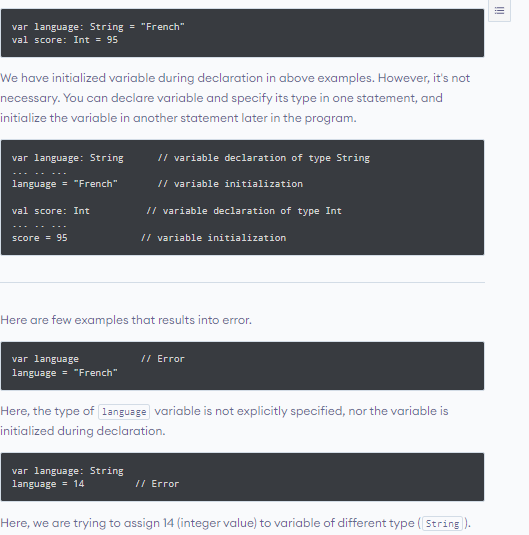 var language: String = "French"
val score: Int = 95
We have initialized variable during declaration in above examples. However, it's not
necessary. You can declare variable and specify its type in one statement, and
initialize the variable in another statement later in the program.
var language: String // variable declaration of type String
... .. ...
language = "French" // variable initialization
val score: Int // variable declaration of type Int
... .. ...
score = 95 // variable initialization
Here are few examples that results into error.
var language // Error
language = "French"
Here, the type of language variable is not explicitly specified, nor the variable is
initialized during declaration.
var language: String
language = 14 // Error
Here, we are trying to assign 14 (integer value) to variable of different type (String).